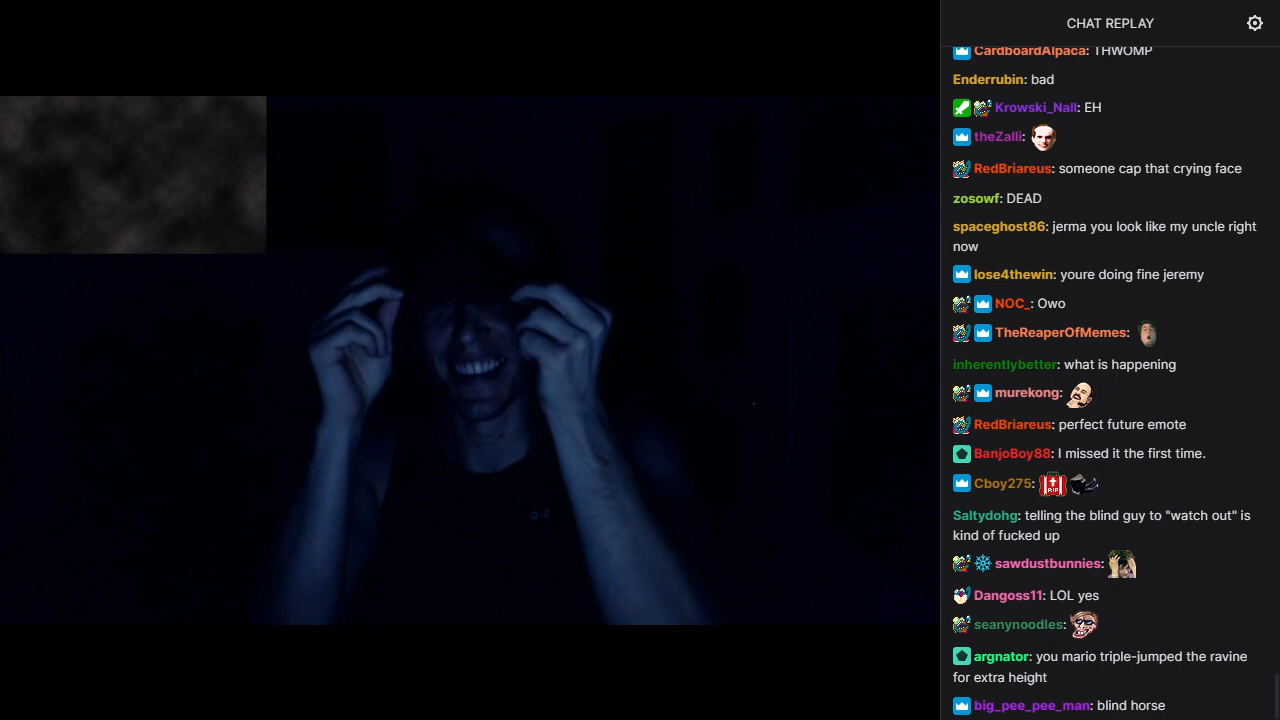 CHAT REPLAY
CardboardAlpaca: THWOMP
Enderrubin: bad
Krowski_Nall: EH
theZalli:
RedBriareus: someone cap that crying face
zosowf: DEAD
spaceghost86: jerma you look like my uncle right
now
lose4thewin: youre doing fine jeremy
NOC_: Owo
TheReaperOfMemes:
inherentlybetter: what is happening
murekong:
RedBriareus: perfect future emote
BanjoBoy88: I missed it the first time.
Cboy275:
Saltydohg: telling the blind guy to "watch out" is
kind of fucked up
sawdustbunnies:
Dangoss11: LOL yes
seanynoodles:
argnator: you mario triple-jumped the ravine
for extra height
big_pee_pee_man: blind horse